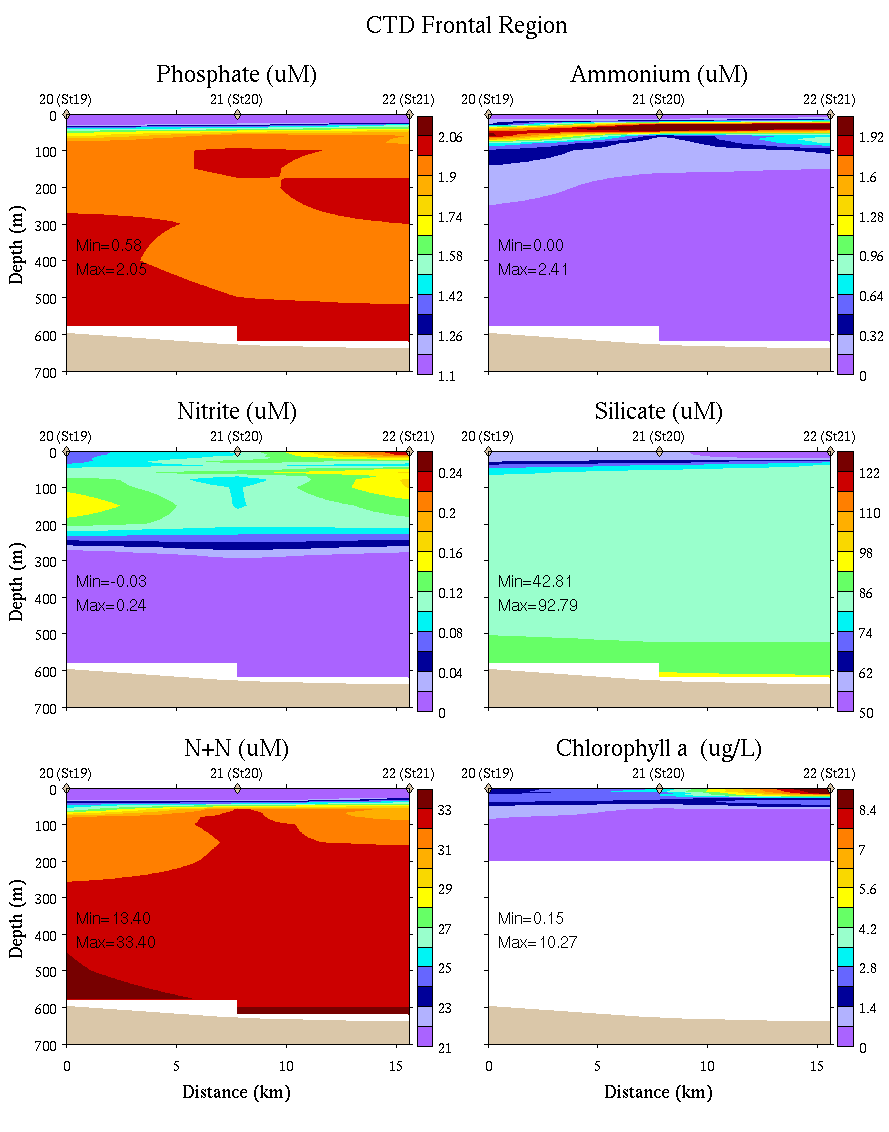 CTD Frontal Region
Phosphate (uM)
20 (St19) 21 (St20) 22 (St21)
0
100
200
300
400
500
600
700
Depth (m)
Min=0.58
Max=2.05
2.06
1.9
1.74
1.58
1.42
1.26
1.1
Ammonium (uM)
20 (St19) 21 (St20) 22 (St21)
Min=0.00
Max=2.41
1.92
1.6
1.28
0.96
0.64
0.32
0
Nitrite (uM)
20 (St19) 21 (St20) 22 (St21)
0
100
200
300
400
500
600
700
Depth (m)
Min=-0.03
Max=0.24
0.24
0.2
0.16
0.12
0.08
0.04
0
Silicate (uM)
20 (St19) 21 (St20) 22 (St21)
Min=42.81
Max=92.79
122
110
98
86
74
62
50
N+N (uM)
20 (St19) 21 (St20) 22 (St21)
0
100
200
300
400
500
600
700
Depth (m)
Min=13.40
Max=33.40
33
31
29
27
25
23
21
0 5 10 15
Distance (km)
Chlorophyll a (ug/L)
20 (St19) 21 (St20) 22 (St21)
Min=0.15
Max=10.27
8.4
7
5.6
4.2
2.8
1.4
0
0 5 10 15
Distance (km)